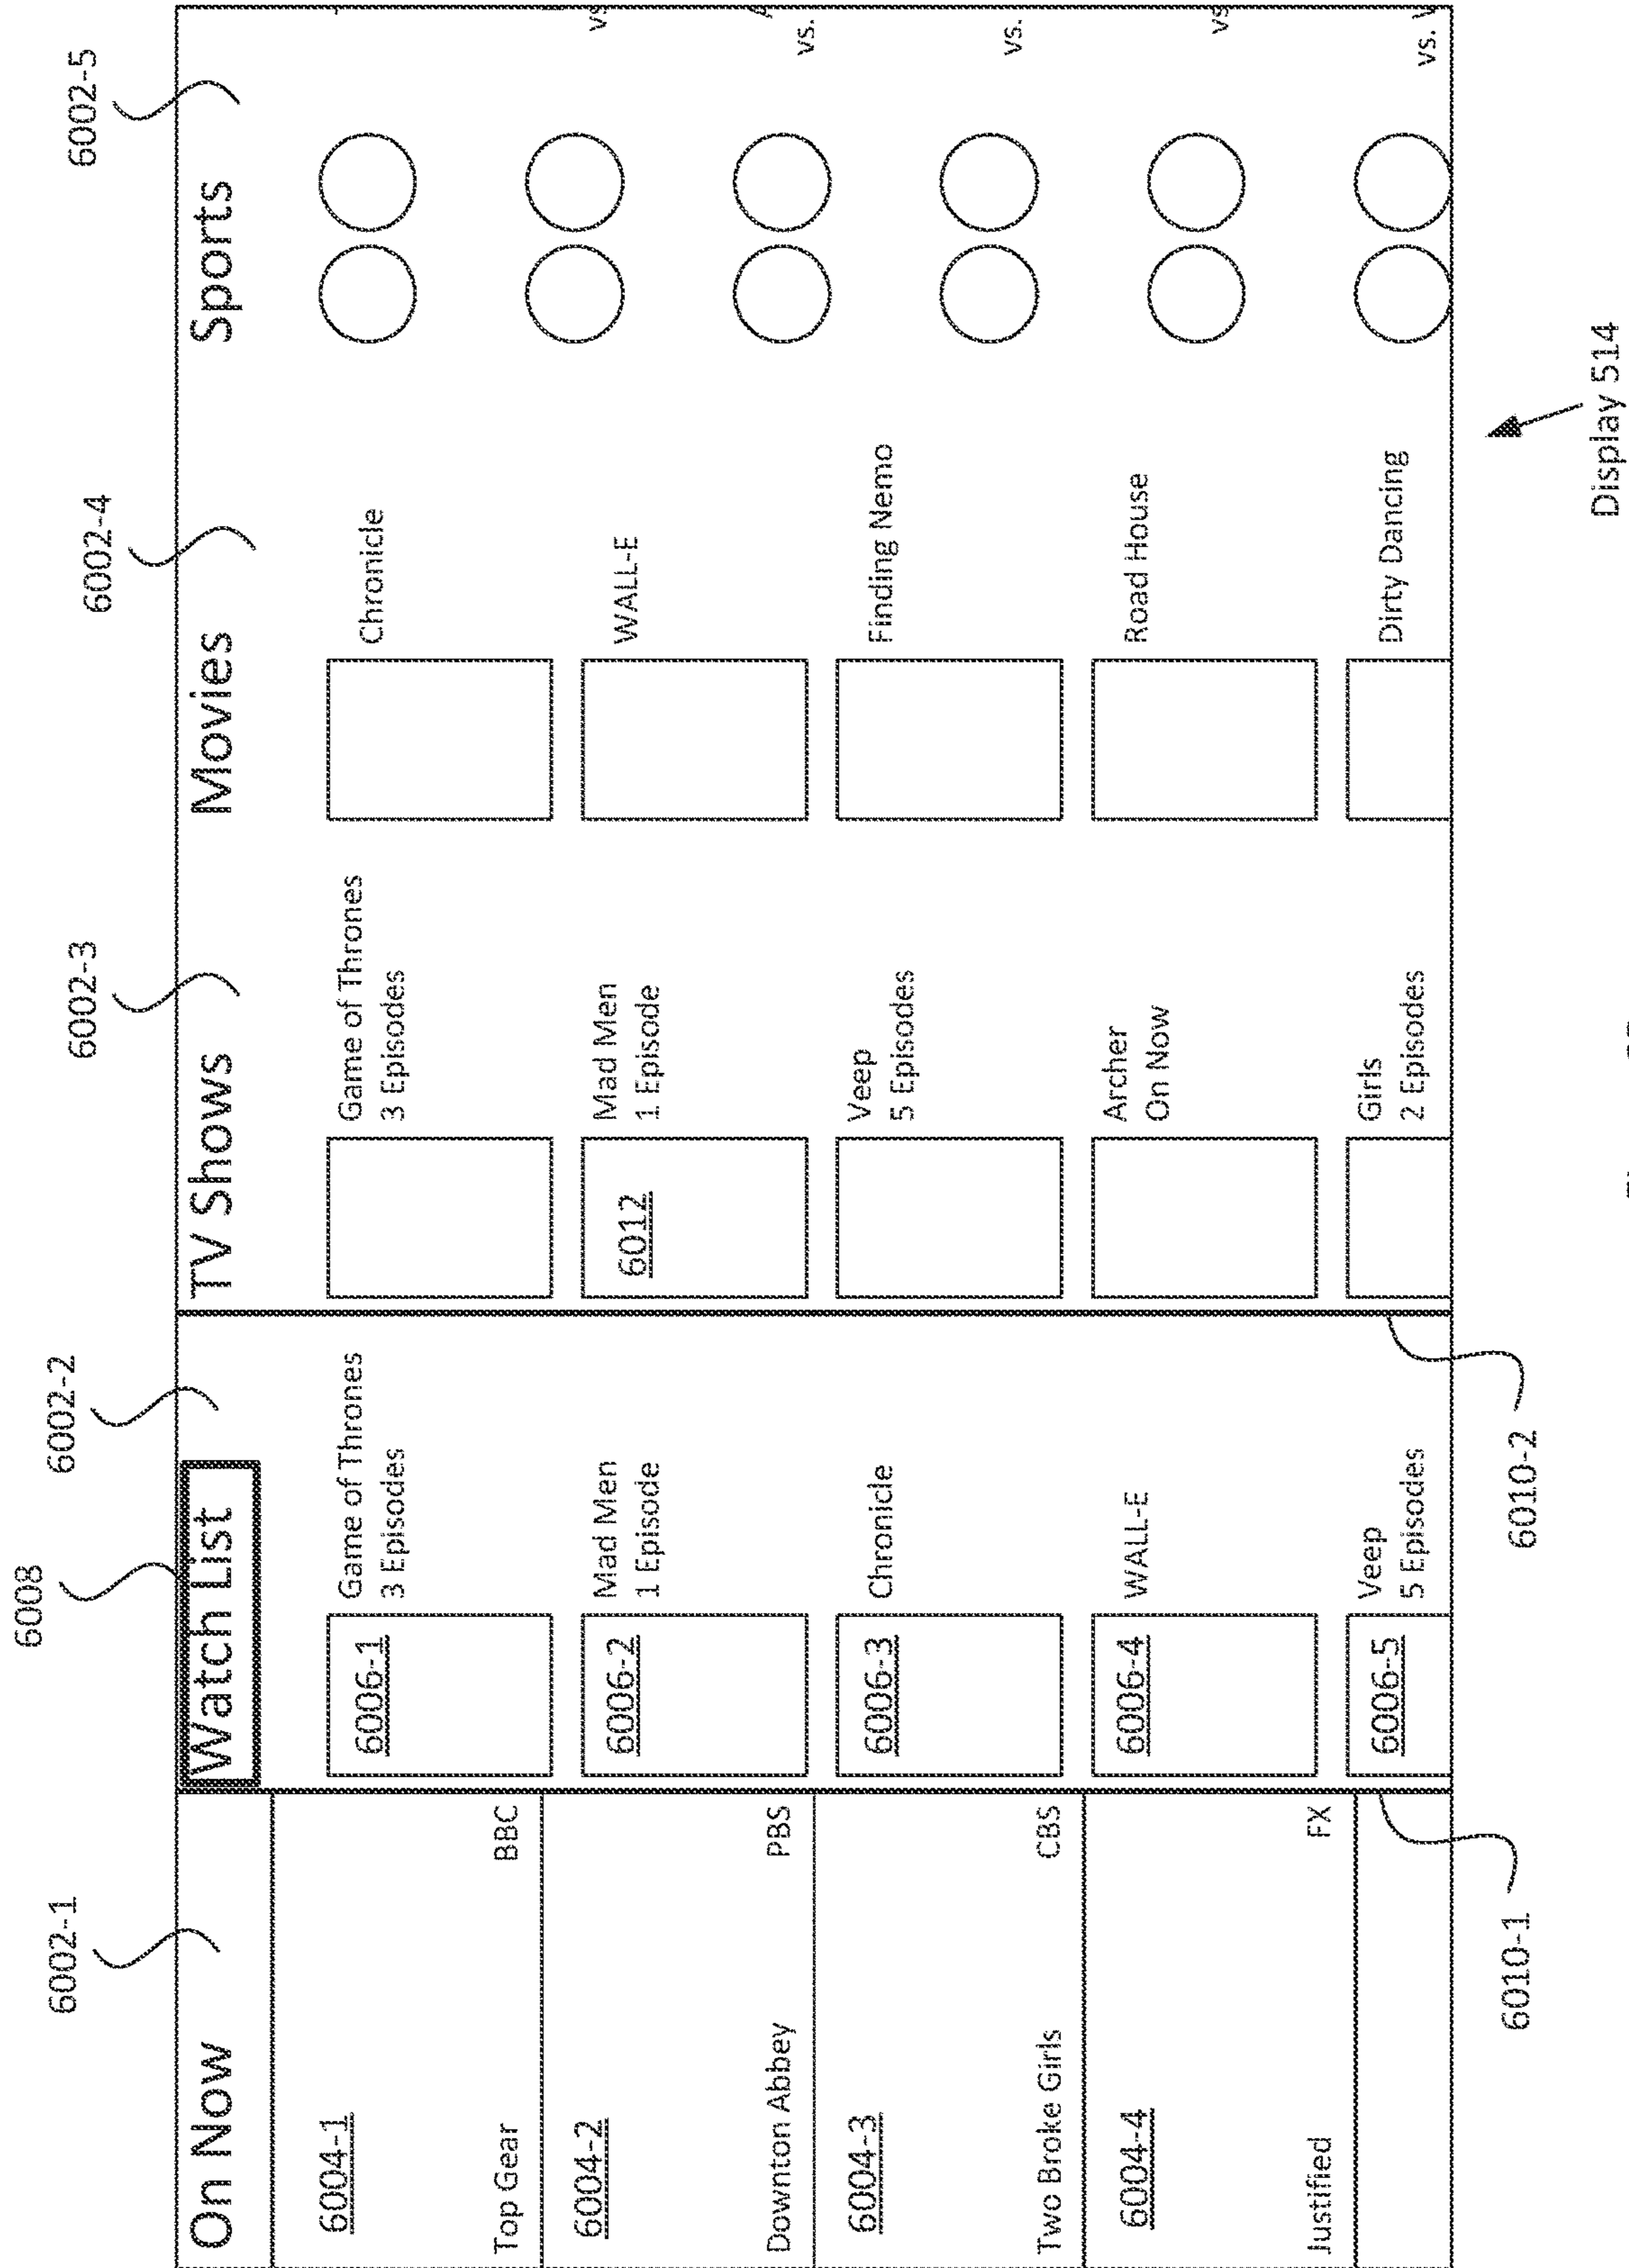 6008
6002-1
6002-2
6002-3
6002-4
6002-5
On Now
Watch List
TV Shows
Movies
Sports
6004-1
Top Gear
BBC
6004-2
Downton Abbey
PBS
6004-3
Two Broke Girls
CBS
6004-4
Justified
FX
6006-1
Game of Thrones
3 Episodes
6006-2
Mad Men
1 Episode
6006-3
Chronicle
6006-4
WALL-E
6006-5
Veep
5 Episodes
Game of Thrones
3 Episodes
6012
Mad Men
1 Episode
Veep
5 Episodes
Archer
On Now
Girls
2 Episodes
Chronicle
WALL-E
Finding Nemo
Road House
Dirty Dancing
vs
vs.
vs.
vs
vs.
6010-1
6010-2
Display 514